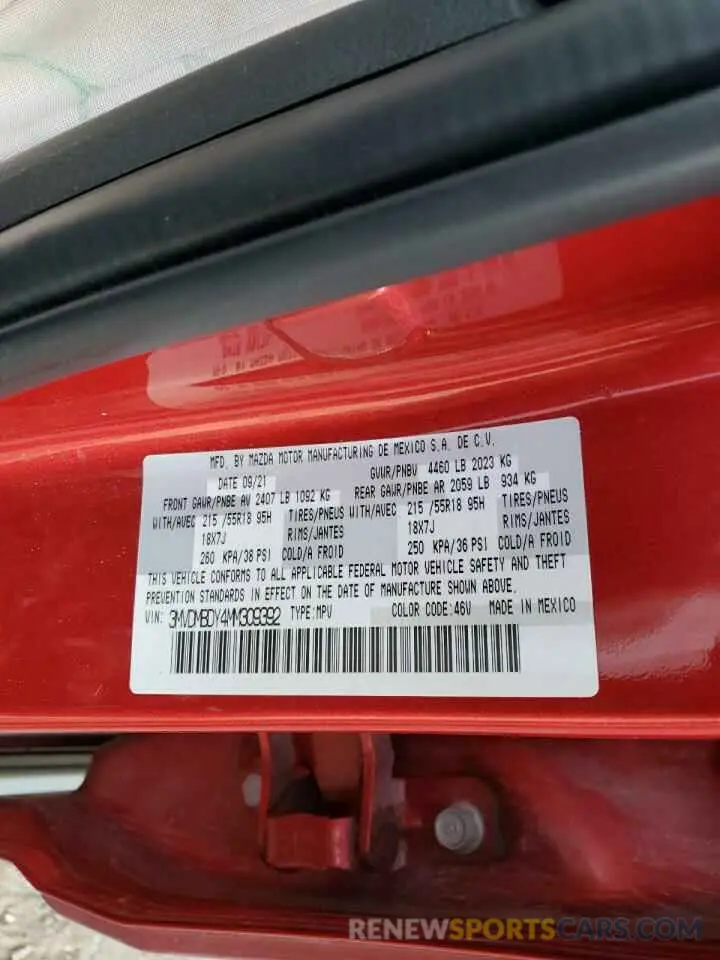 MFD. BY MAZDA MOTOR MANUFACTURING DE MEXICO S.A. DE C.V.
DATE 09/21 GVWR/PNBV 4460 LB 2023 KG
FRONT GAWR/PNBE AV 2407 LB 1092 KG REAR GAWR/PNBE AR 2059 LB 934 KG
WITH/AVEC 215 /55R18 95H TIRES/PNEUS WITH/AVEC 215 /55R18 95H TIRES/PNEUS
18X7J RIMS/JANTES 18X7J RIMS/JANTES
260 KPA/38 PSI COLD/A FROID 250 KPA/36 PSI COLD/A FROID
THIS VEHICLE CONFORMS TO ALL APPLICABLE FEDERAL MOTOR VEHICLE SAFETY AND THEFT
PREVENTION STANDARDS IN EFFECT ON THE DATE OF MANUFACTURE SHOWN ABOVE.
VIN: 3MVDMBDY4MM309392 TYPE:MPV COLOR CODE:46V MADE IN MEXICO
RENEWSPORTSCARS.COM